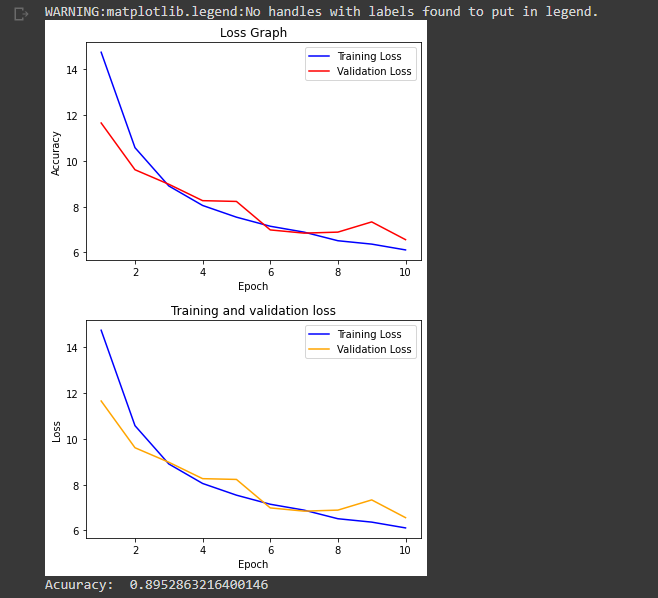 WARNING:matplotlib.legend:No handles with labels found to put in legend.
Loss Graph
Training Loss
Validation Loss
14
12
10
8
6
Accuracy
2 4 6 8 10
Epoch
Training and validation loss
Training Loss
Validation Loss
14
12
10
8
6
Loss
2 4 6 8 10
Epoch
Acuuracy: 0.8952863216400146